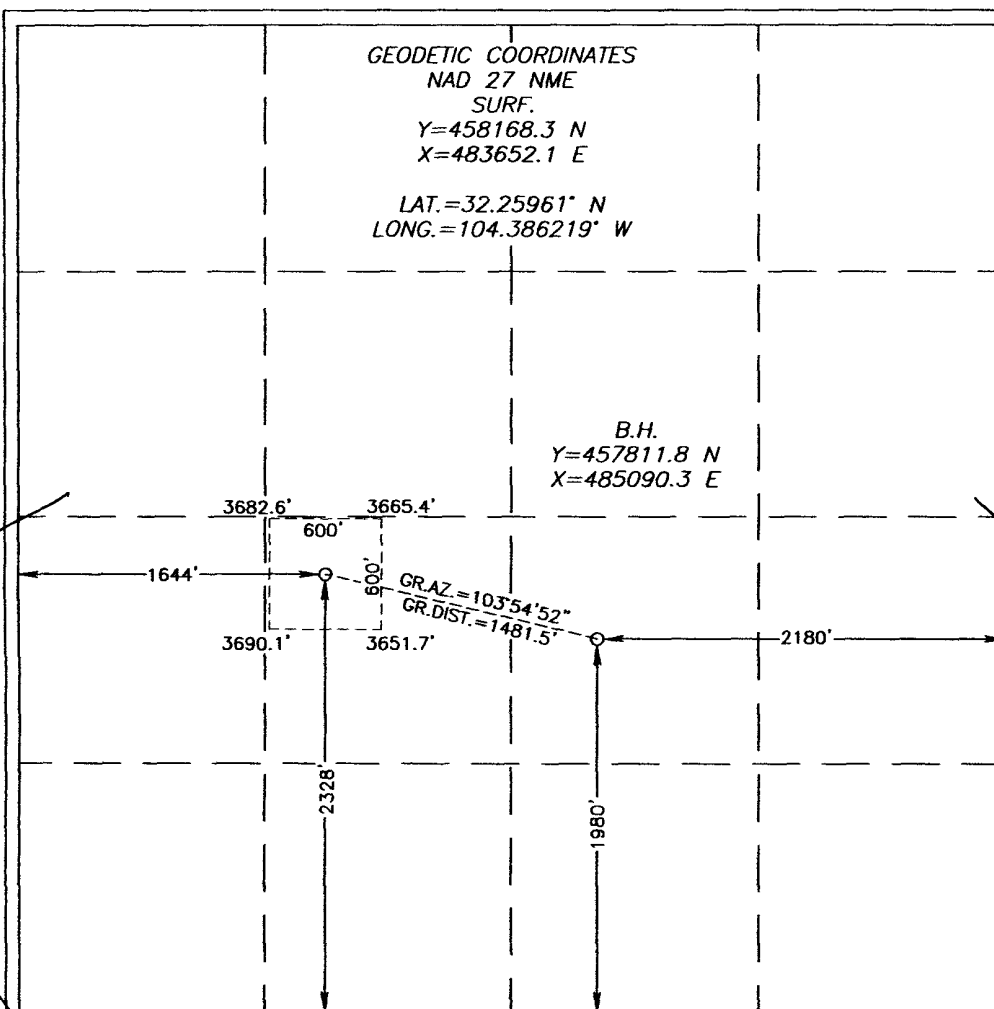 GEODETIC COORDINATES
NAD 27 NME
SURF.
Y=458168.3 N
X=483652.1 E
LAT.=32.25961° N
LONG.=104.386219° W
B.H.
Y=457811.8 N
X=485090.3 E
3682.6' 3665.4'
600'
600'
1644'
GR.AZ.=103°54'52"
GR.DIST.=1481.5'
3690.1' 3651.7'
2180'
2328'
1980'